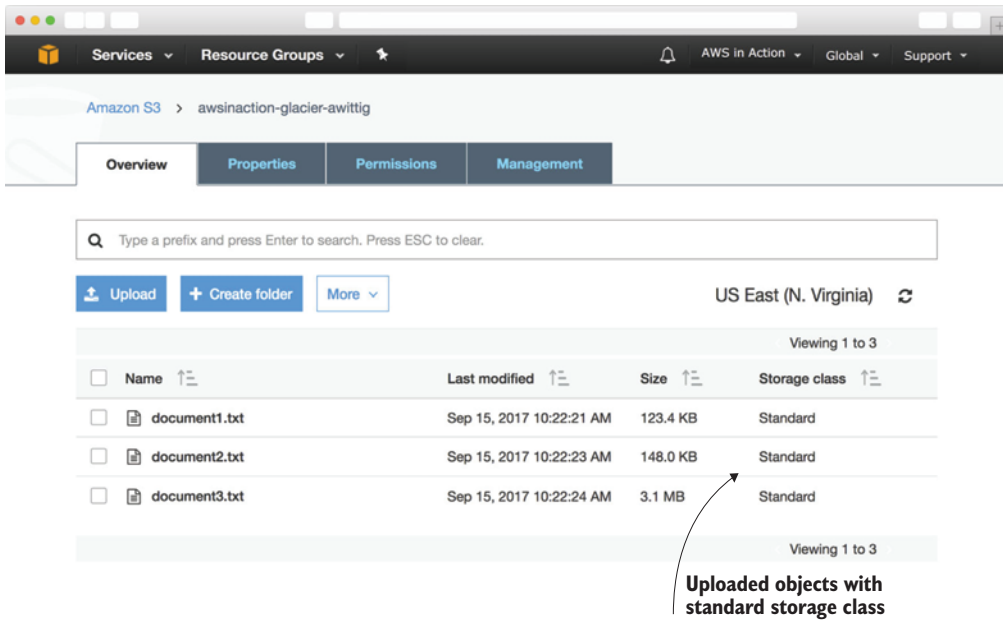 Services Resource Groups AWS in Action Global Support
Amazon S3 > awsinaction-glacier-awittig
Overview Properties Permissions Management
Type a prefix and press Enter to search. Press ESC to clear.
Upload + Create folder More US East (N. Virginia)
Viewing 1 to 3
Name Last modified Size Storage class
document1.txt Sep 15, 2017 10:22:21 AM 123.4 KB Standard
document2.txt Sep 15, 2017 10:22:23 AM 148.0 KB Standard
document3.txt Sep 15, 2017 10:22:24 AM 3.1 MB Standard
Viewing 1 to 3
Uploaded objects with
standard storage class